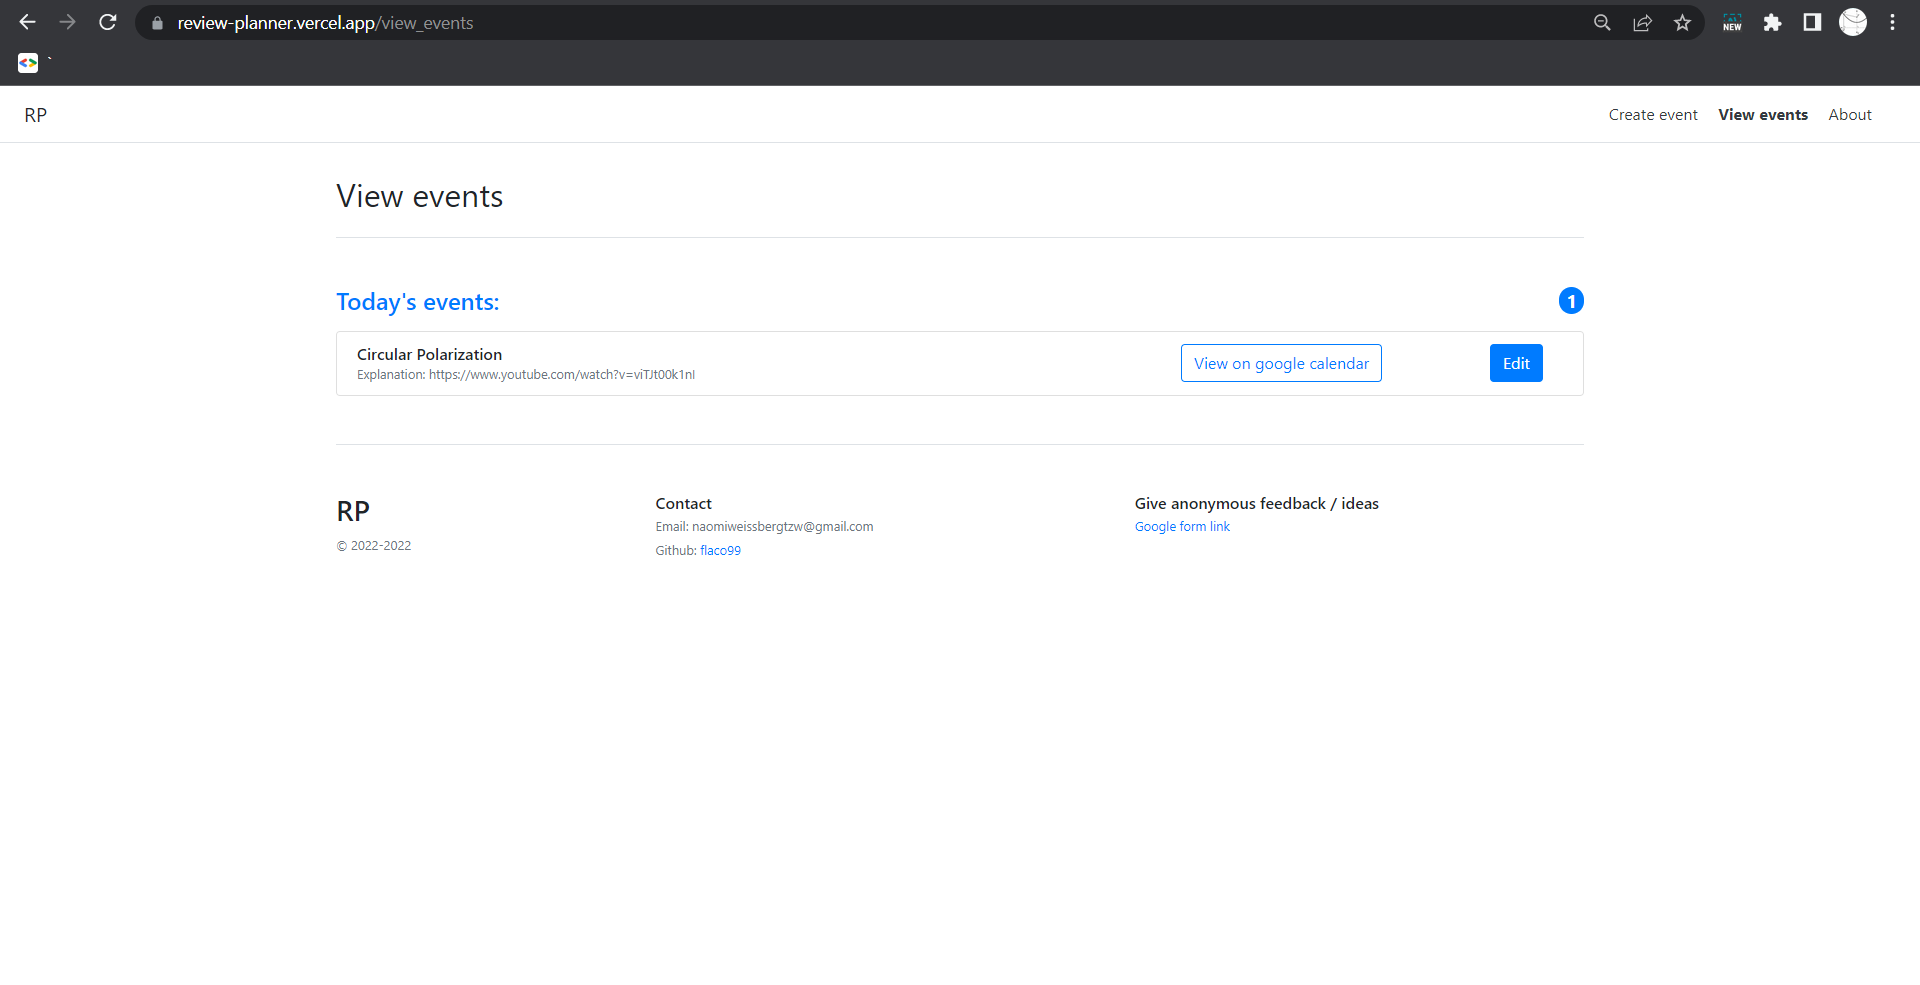 review-planner.vercel.app/view_events
NEW
`
RP
Create event
View events
About
View events
Today's events:
1
Circular Polarization
Explanation: https://www.youtube.com/watch?v=viTJt00k1nI
View on google calendar
Edit
RP
© 2022-2022
Contact
Email: naomiweissbergtzw@gmail.com
Github: flaco99
Give anonymous feedback / ideas
Google form link